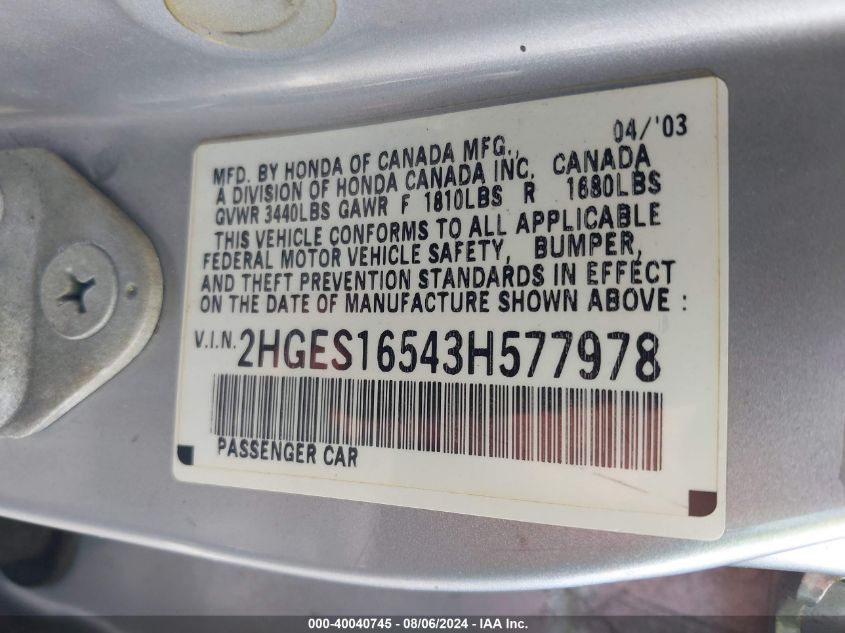 04/'03
MFD. BY HONDA OF CANADA MFG.,
A DIVISION OF HONDA CANADA INC. CANADA
GVWR 3440LBS GAWR F 1810LBS R 1680LBS
THIS VEHICLE CONFORMS TO ALL APPLICABLE
FEDERAL MOTOR VEHICLE SAFETY, BUMPER,
AND THEFT PREVENTION STANDARDS IN EFFECT
ON THE DATE OF MANUFACTURE SHOWN ABOVE :
V.I.N. 2HGES16543H577978
PASSENGER CAR
000-40040745 - 08/06/2024 - IAA Inc.